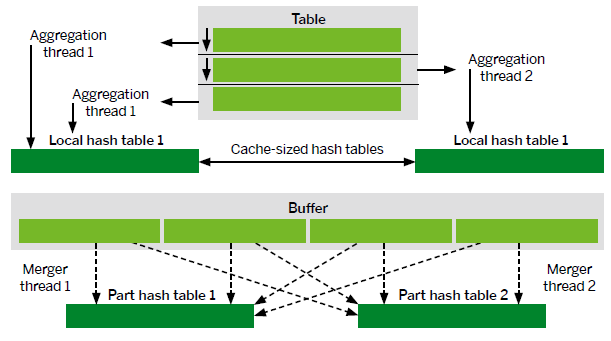 Table
Aggregation
thread 1
Aggregation
thread 2
Aggregation
thread 1
Local hash table 1
Cache-sized hash tables
Local hash table 1
Buffer
Merger
thread 1
Merger
thread 2
Part hash table 1
Part hash table 2